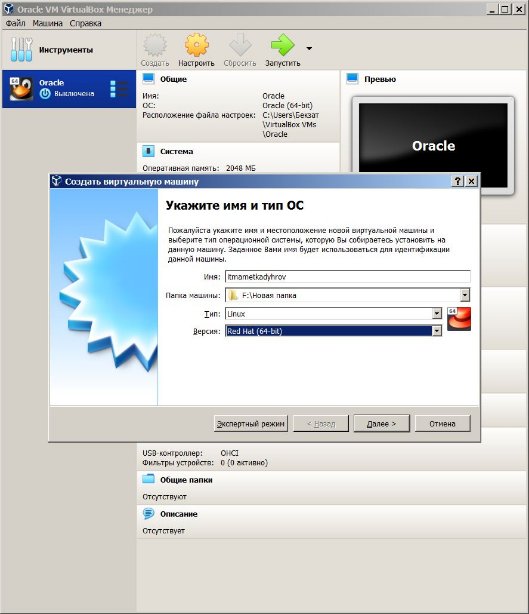 Oracle VM VirtualBox Менеджер
Файл Машина Справка
Инструменты
Создать Настроить Сбросить Запустить
64
Oracle
Выключена
Общие
Имя: Oracle
ОС: Oracle (64-bit)
Расположение файла настроек: C:\Users\Бекзат
\VirtualBox VMs
\Oracle
Превью
Oracle
Система
Оперативная память: 2048 МБ
Создать виртуальную машину
Укажите имя и тип ОС
Пожалуйста укажите имя и местоположение новой виртуальной машины и
выберите тип операционной системы, которую Вы собираетесь установить на
данную машину. Заданное Вами имя будет использоваться для идентификации
данной машины.
Имя: itmametkadyhrov
Папка машины: F:\Новая папка
Тип: Linux
64
Версия: Red Hat (64-bit)
Экспертный режим < Назад Далее > Отмена
USB-контроллер: OHCI
Фильтры устройств: 0 (0 активно)
Общие папки
Отсутствуют
Описание
Отсутствует